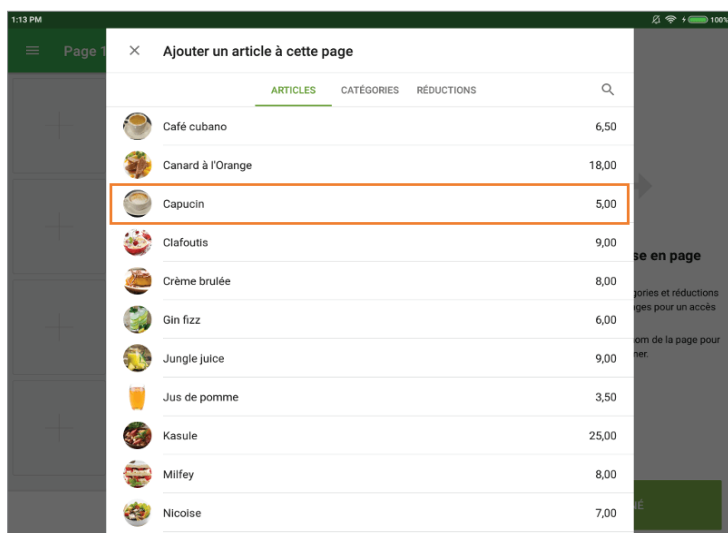 1:13 PM
100%
Page 1
Ajouter un article à cette page
ARTICLES CATÉGORIES RÉDUCTIONS
Café cubano 6,50
Canard à l'Orange 18,00
Capucin 5,00
Clafoutis 9,00
Crème brulée 8,00
Gin fizz 6,00
Jungle juice 9,00
Jus de pomme 3,50
Kasule 25,00
Milfey 8,00
Nicoise 7,00
se en page
gories et réductions
ages pour un accès
nom de la page pour
ner.
NÉ